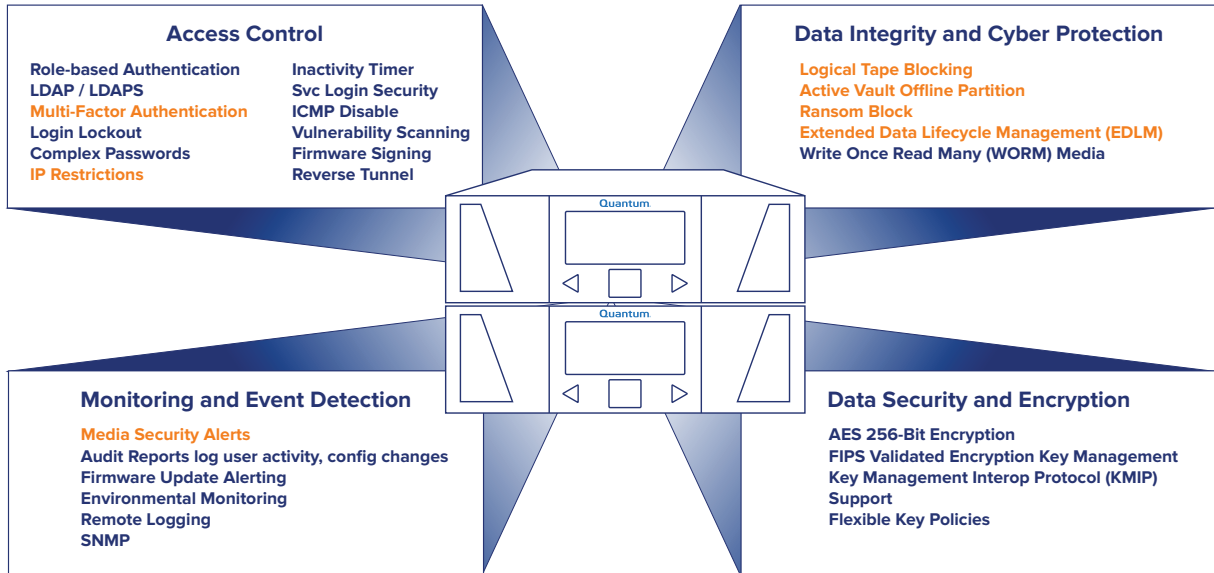 Access Control
Role-based Authentication
LDAP / LDAPS
Multi-Factor Authentication
Login Lockout
Complex Passwords
IP Restrictions
Inactivity Timer
Svc Login Security
ICMP Disable
Vulnerability Scanning
Firmware Signing
Reverse Tunnel
Data Integrity and Cyber Protection
Logical Tape Blocking
Active Vault Offline Partition
Ransom Block
Extended Data Lifecycle Management (EDLM)
Write Once Read Many (WORM) Media
Quantum
Quantum
Monitoring and Event Detection
Media Security Alerts
Audit Reports log user activity, config changes
Firmware Update Alerting
Environmental Monitoring
Remote Logging
SNMP
Data Security and Encryption
AES 256-Bit Encryption
FIPS Validated Encryption Key Management
Key Management Interop Protocol (KMIP)
Support
Flexible Key Policies